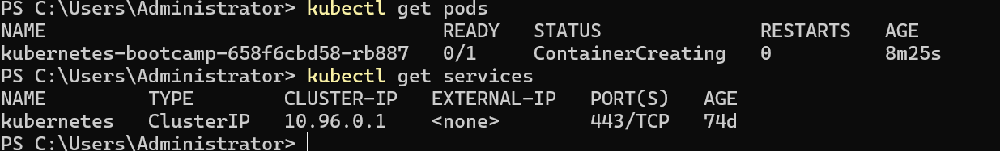 PS C:\Users\Administrator> kubectl get pods
NAME                                   READY   STATUS              RESTARTS   AGE
kubernetes-bootcamp-658f6cbd58-rb887   0/1     ContainerCreating   0          8m25s
PS C:\Users\Administrator> kubectl get services
NAME         TYPE        CLUSTER-IP   EXTERNAL-IP   PORT(S)   AGE
kubernetes   ClusterIP   10.96.0.1    <none>        443/TCP   74d
PS C:\Users\Administrator>